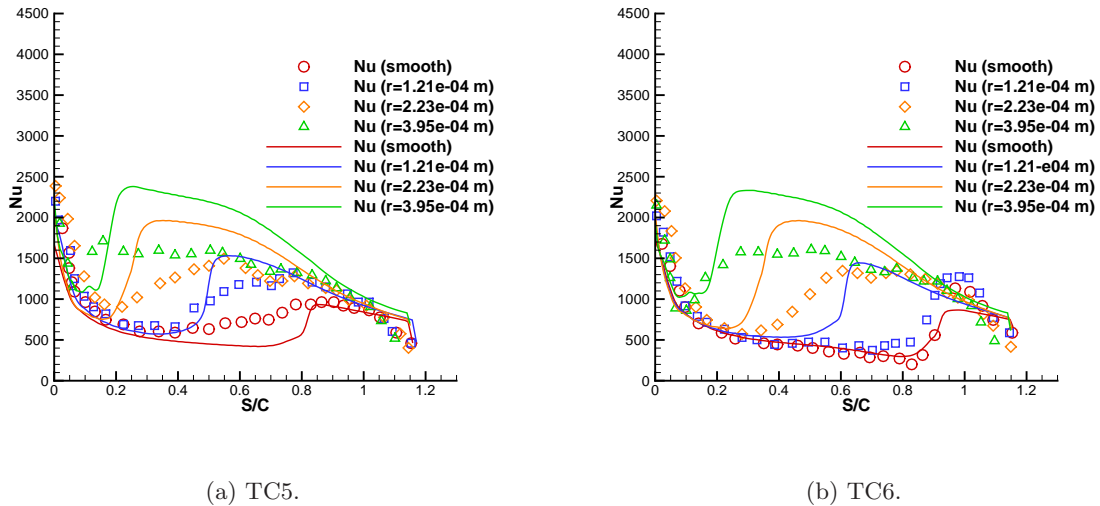 Nu
4500
4000
3500
3000
2500
2000
1500
1000
500
0
0
0.2
0.4
0.6
0.8
1
1.2
S/C
Nu (smooth)
Nu (r=1.21e-04 m)
Nu (r=2.23e-04 m)
Nu (r=3.95e-04 m)
Nu (smooth)
Nu (r=1.21-e04 m)
Nu (r=2.23e-04 m)
Nu (r=3.95e-04 m)
(a) TC5.
Nu
4500
4000
3500
3000
2500
2000
1500
1000
500
0
0
0.2
0.4
0.6
0.8
1
1.2
S/C
Nu (smooth)
Nu (r=1.21e-04 m)
Nu (r=2.23e-04 m)
Nu (r=3.95e-04 m)
Nu (smooth)
Nu (r=1.21-e04 m)
Nu (r=2.23e-04 m)
Nu (r=3.95e-04 m)
(b) TC6.